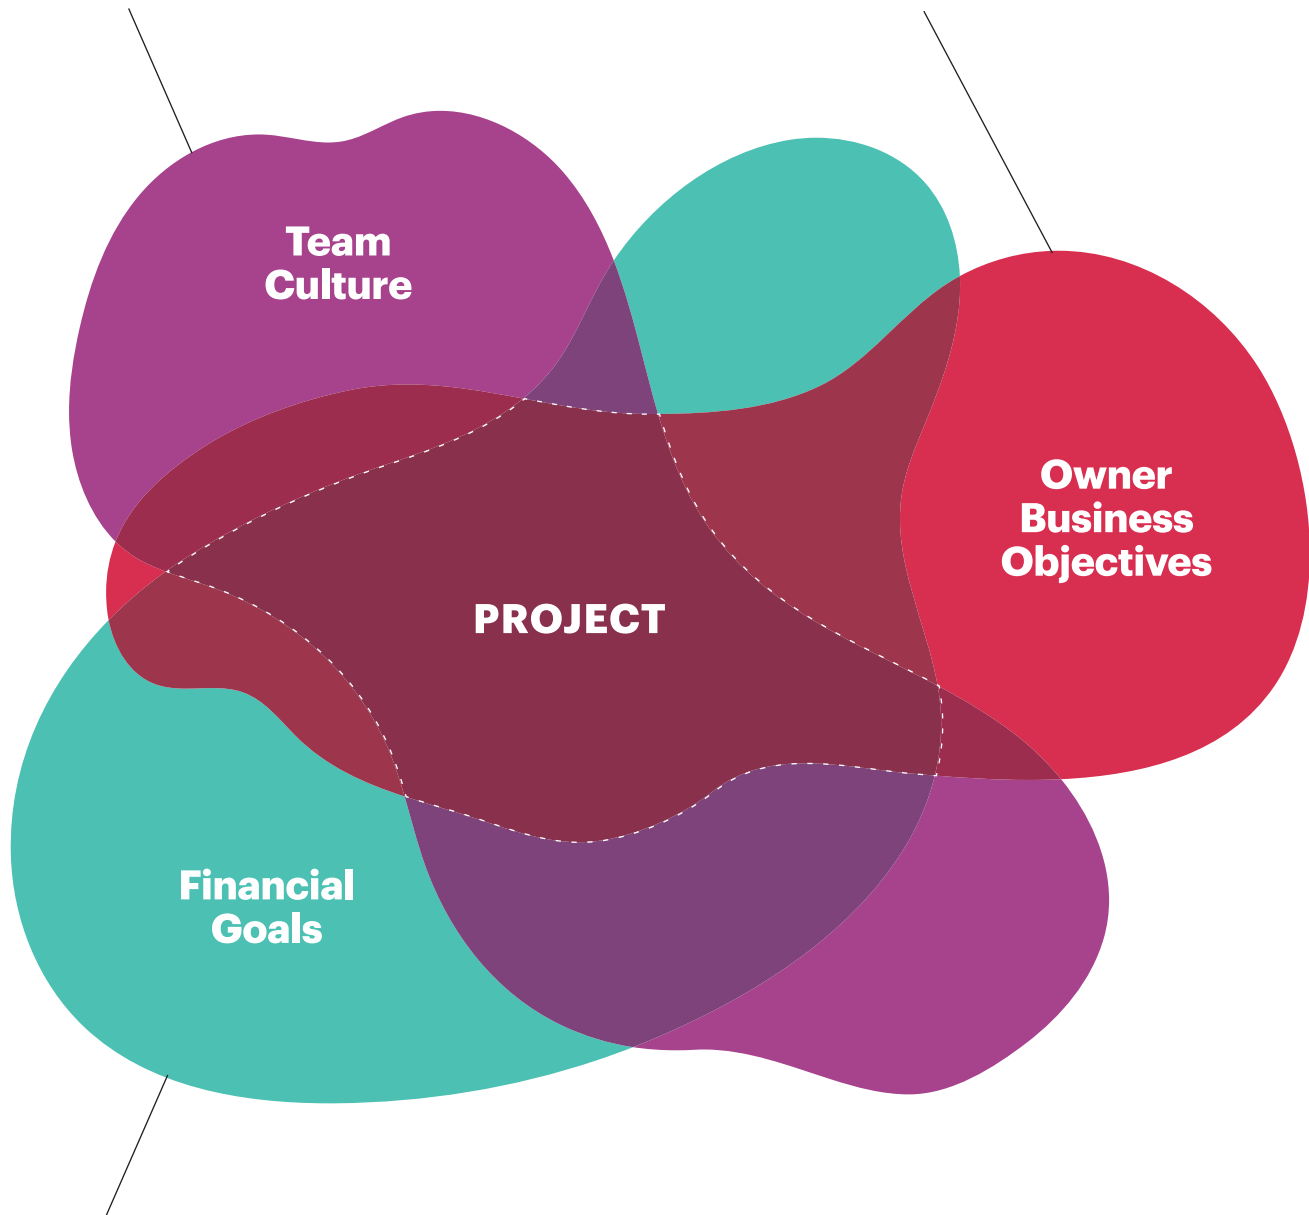 Team
Culture
Owner
Business
Objectives
PROJECT
Financial
Goals